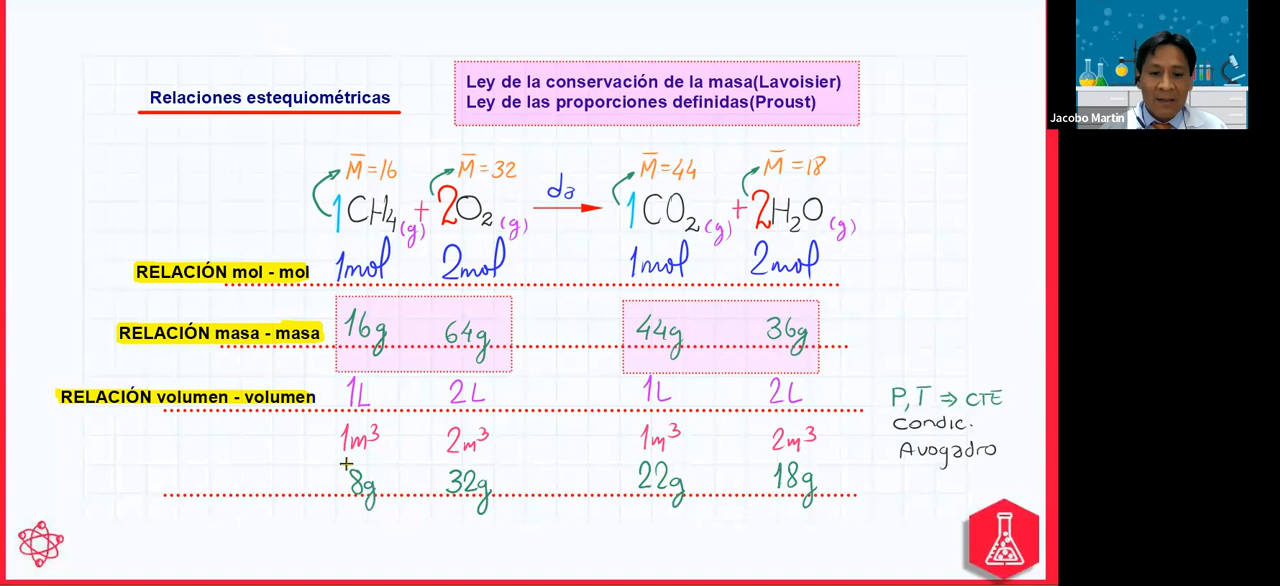 Ley de la conservación de la masa(Lavoisier)
Relaciones estequiométricas
Ley de las proporciones definidas(Proust)
Jacobo Martin
M̅=16 M̅=32 M̅=44 M̅=18
1CH₄(g) + 2O₂(g) da 1CO₂(g) + 2H₂O(g)
RELACIÓN mol - mol 1mol 2mol 1mol 2mol
RELACIÓN masa - masa 16g 64g 44g 36g
RELACIÓN volumen - volumen 1L 2L 1L 2L P,T ⇒ CTE
Condic.
1m³ 2m³ 1m³ 2m³ Avogadro
8g 32g 22g 18g